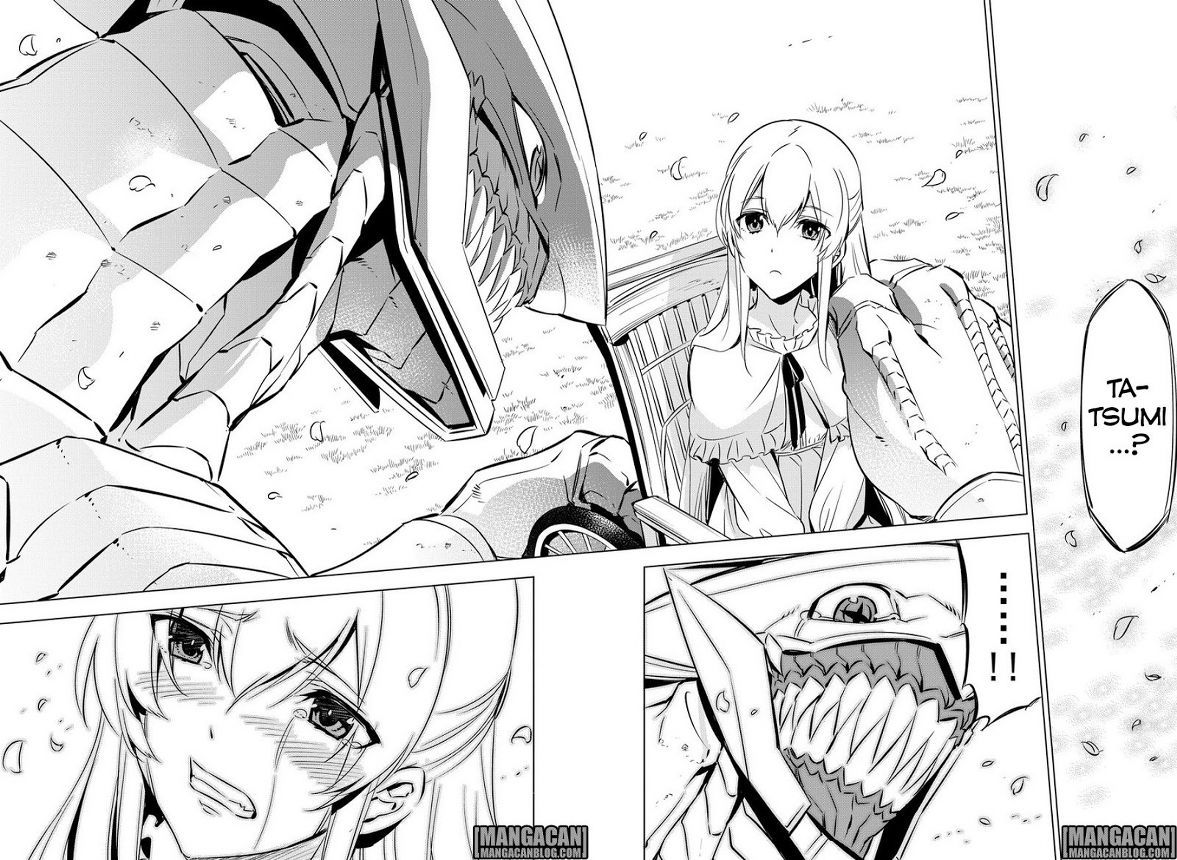 TA-
TSUMI
...?
......!!
[MANGACAN]
MANGACANBLOG.COM
[MANGACAN]
MANGACANBLOG.COM